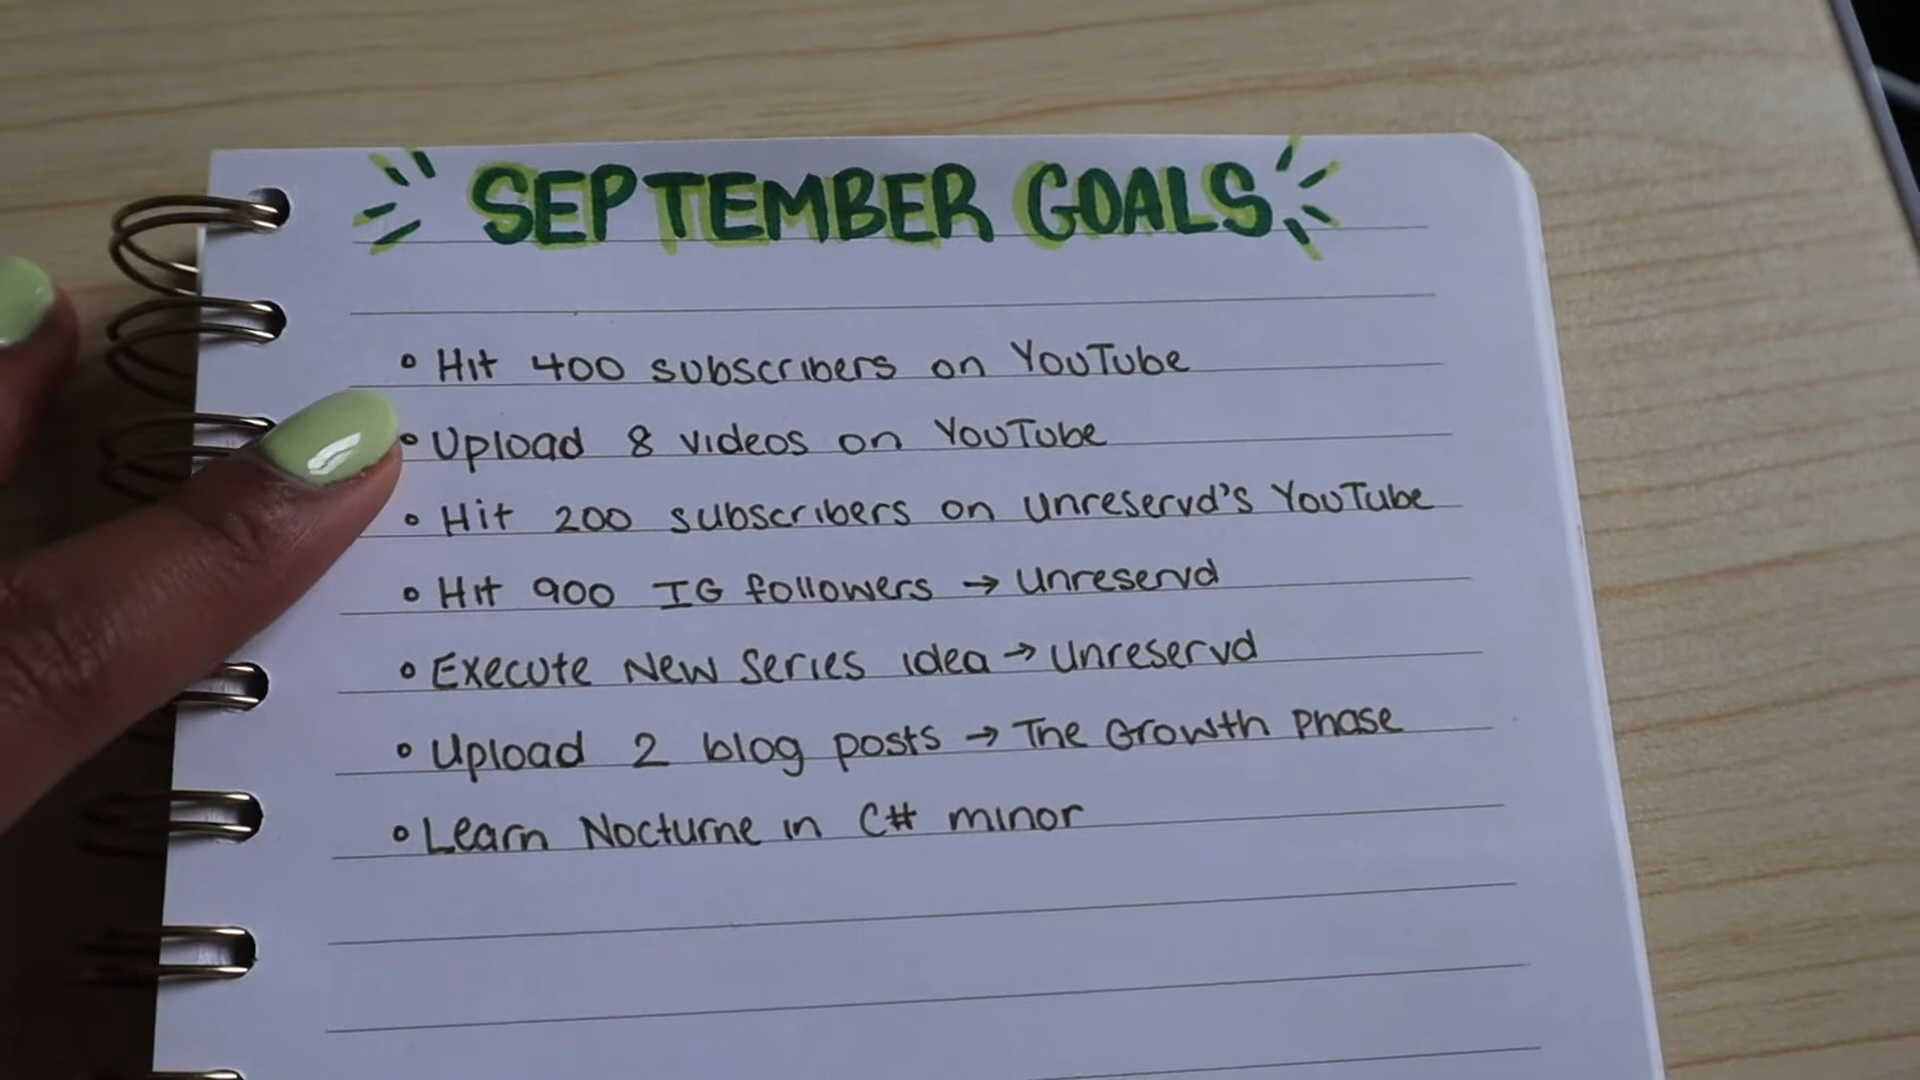 SEPTEMBER GOALS
• Hit 400 subscribers on YouTube
• Upload 8 videos on YouTube
• Hit 200 subscribers on Unreservd's YouTube
• Hit 900 IG followers → Unreservd
• Execute New Series idea → Unreservd
• Upload 2 blog posts → The Growth Phase
• Learn Nocturne in C# minor